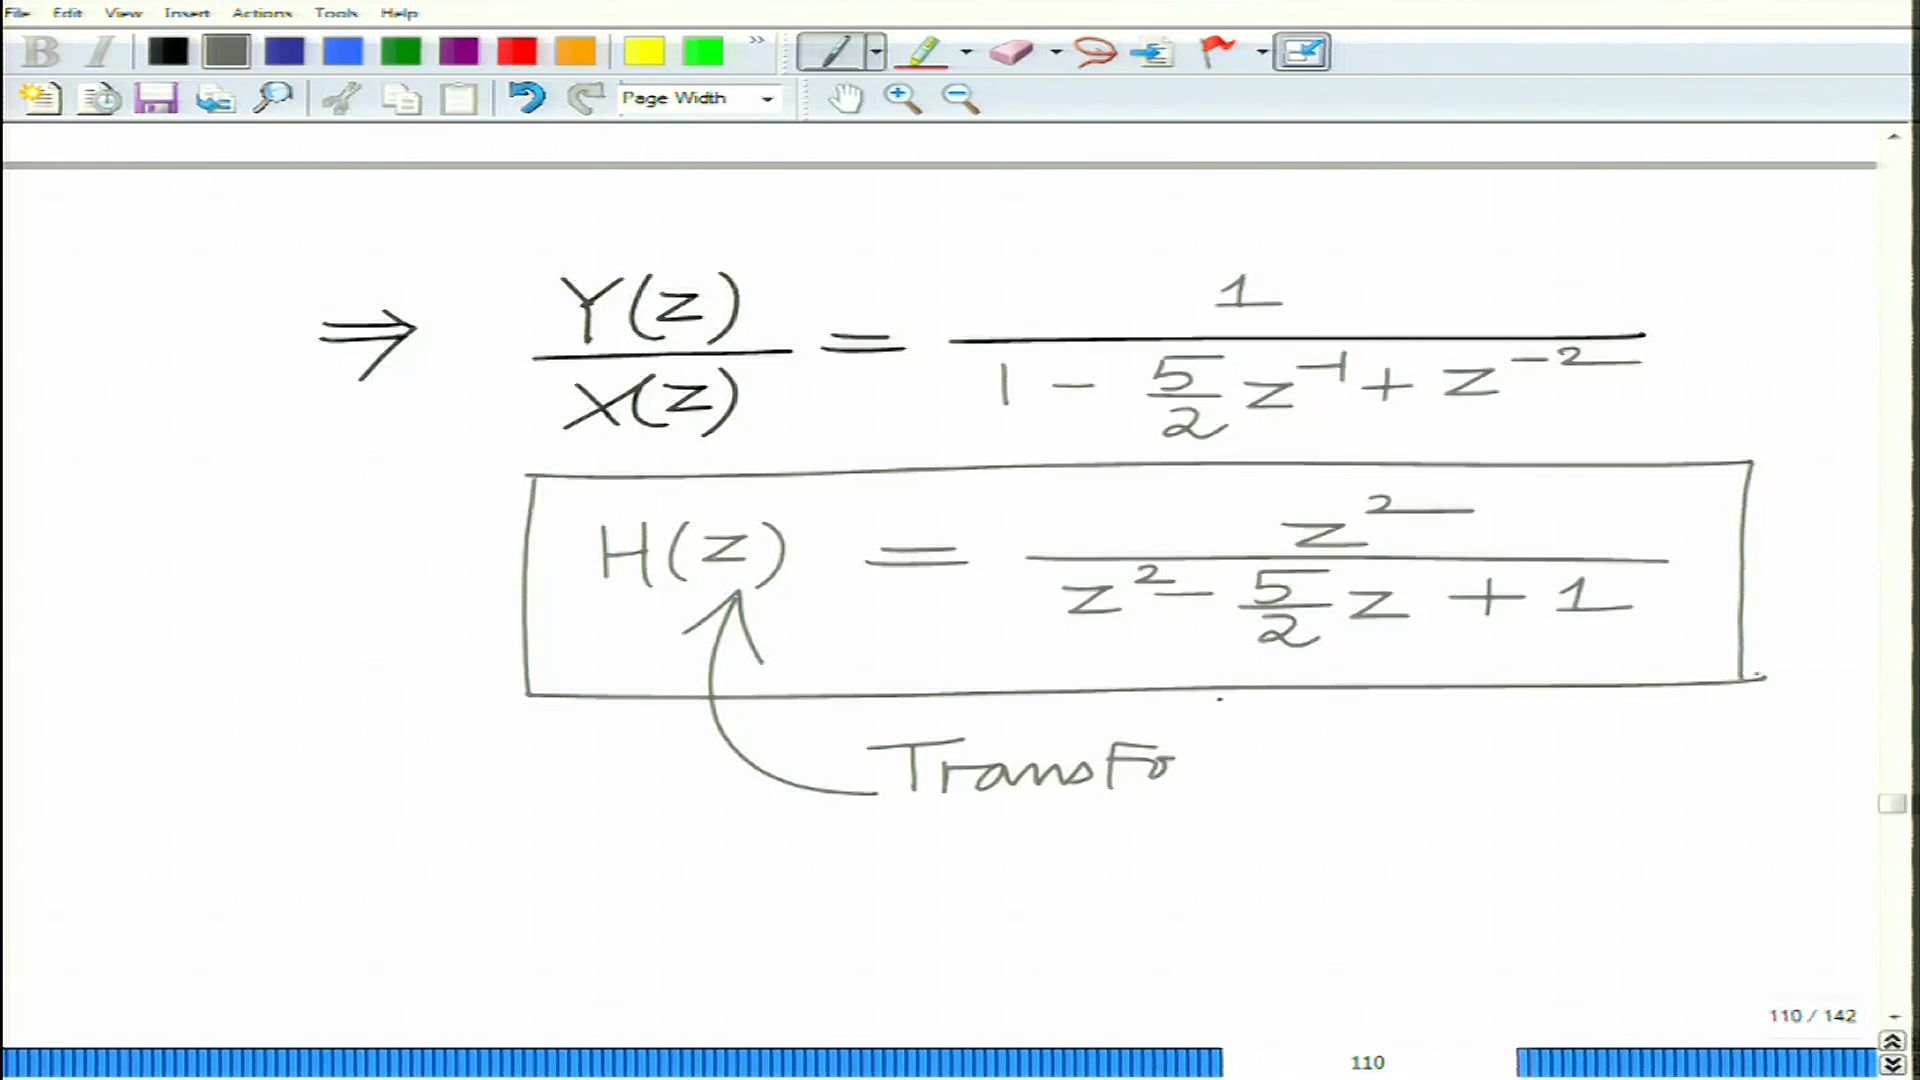 File Edit View Insert Actions Tools Help
B I »
Page Width
⇒ Y(z)/X(z) = 1/(1 - 5/2 z^-1 + z^-2)
H(z) = z^2/(z^2 - 5/2 z + 1)
TransFo
110 / 142
110